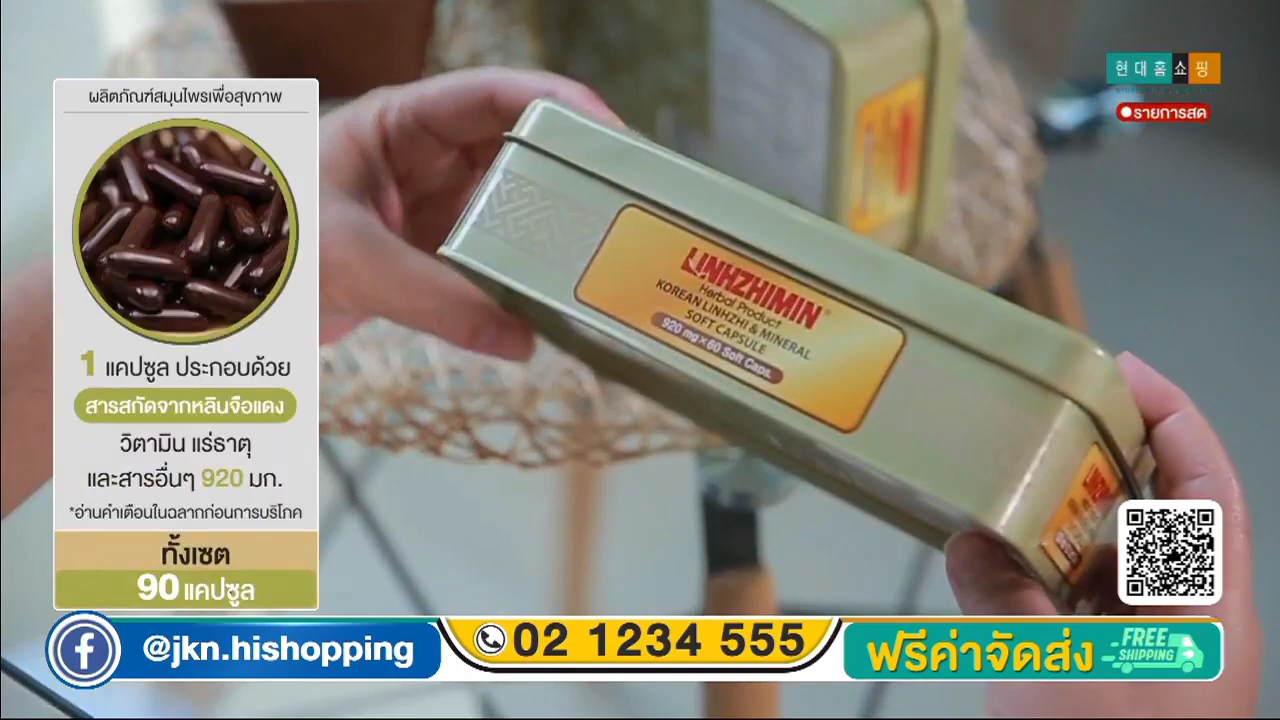 ผลิตภัณฑ์สมุนไพรเพื่อสุขภาพ
1 แคปซูล ประกอบด้วย
สารสกัดจากหลินจือแดง
วิตามิน แร่ธาตุ
และสารอื่นๆ 920 มก.
*อ่านคำเตือนในฉลากก่อนการบริโภค
ทั้งเซต
90 แคปซูล
LINHZHIMIN®
Herbal Product
KOREAN LINHZHI & MINERAL
SOFT CAPSULE
920 mg×60 Soft Caps.
현대홈쇼핑
รายการสด
@jkn.hishopping
02 1234 555
ฟรีค่าจัดส่ง
FREE
SHIPPING